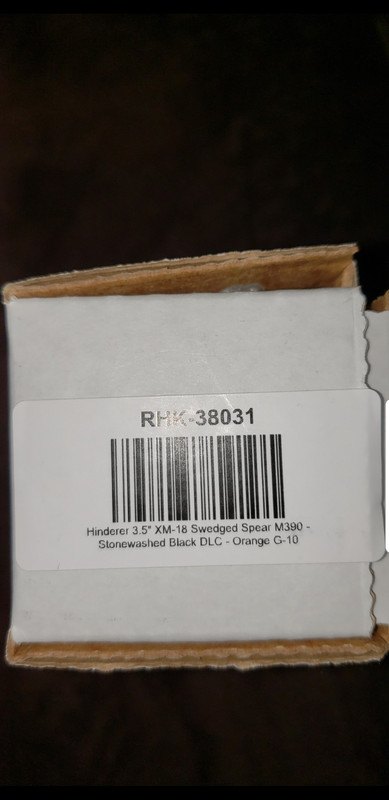 RHK-38031
Hinderer 3.5" XM-18 Swedged Spear M390 -
Stonewashed Black DLC - Orange G-10